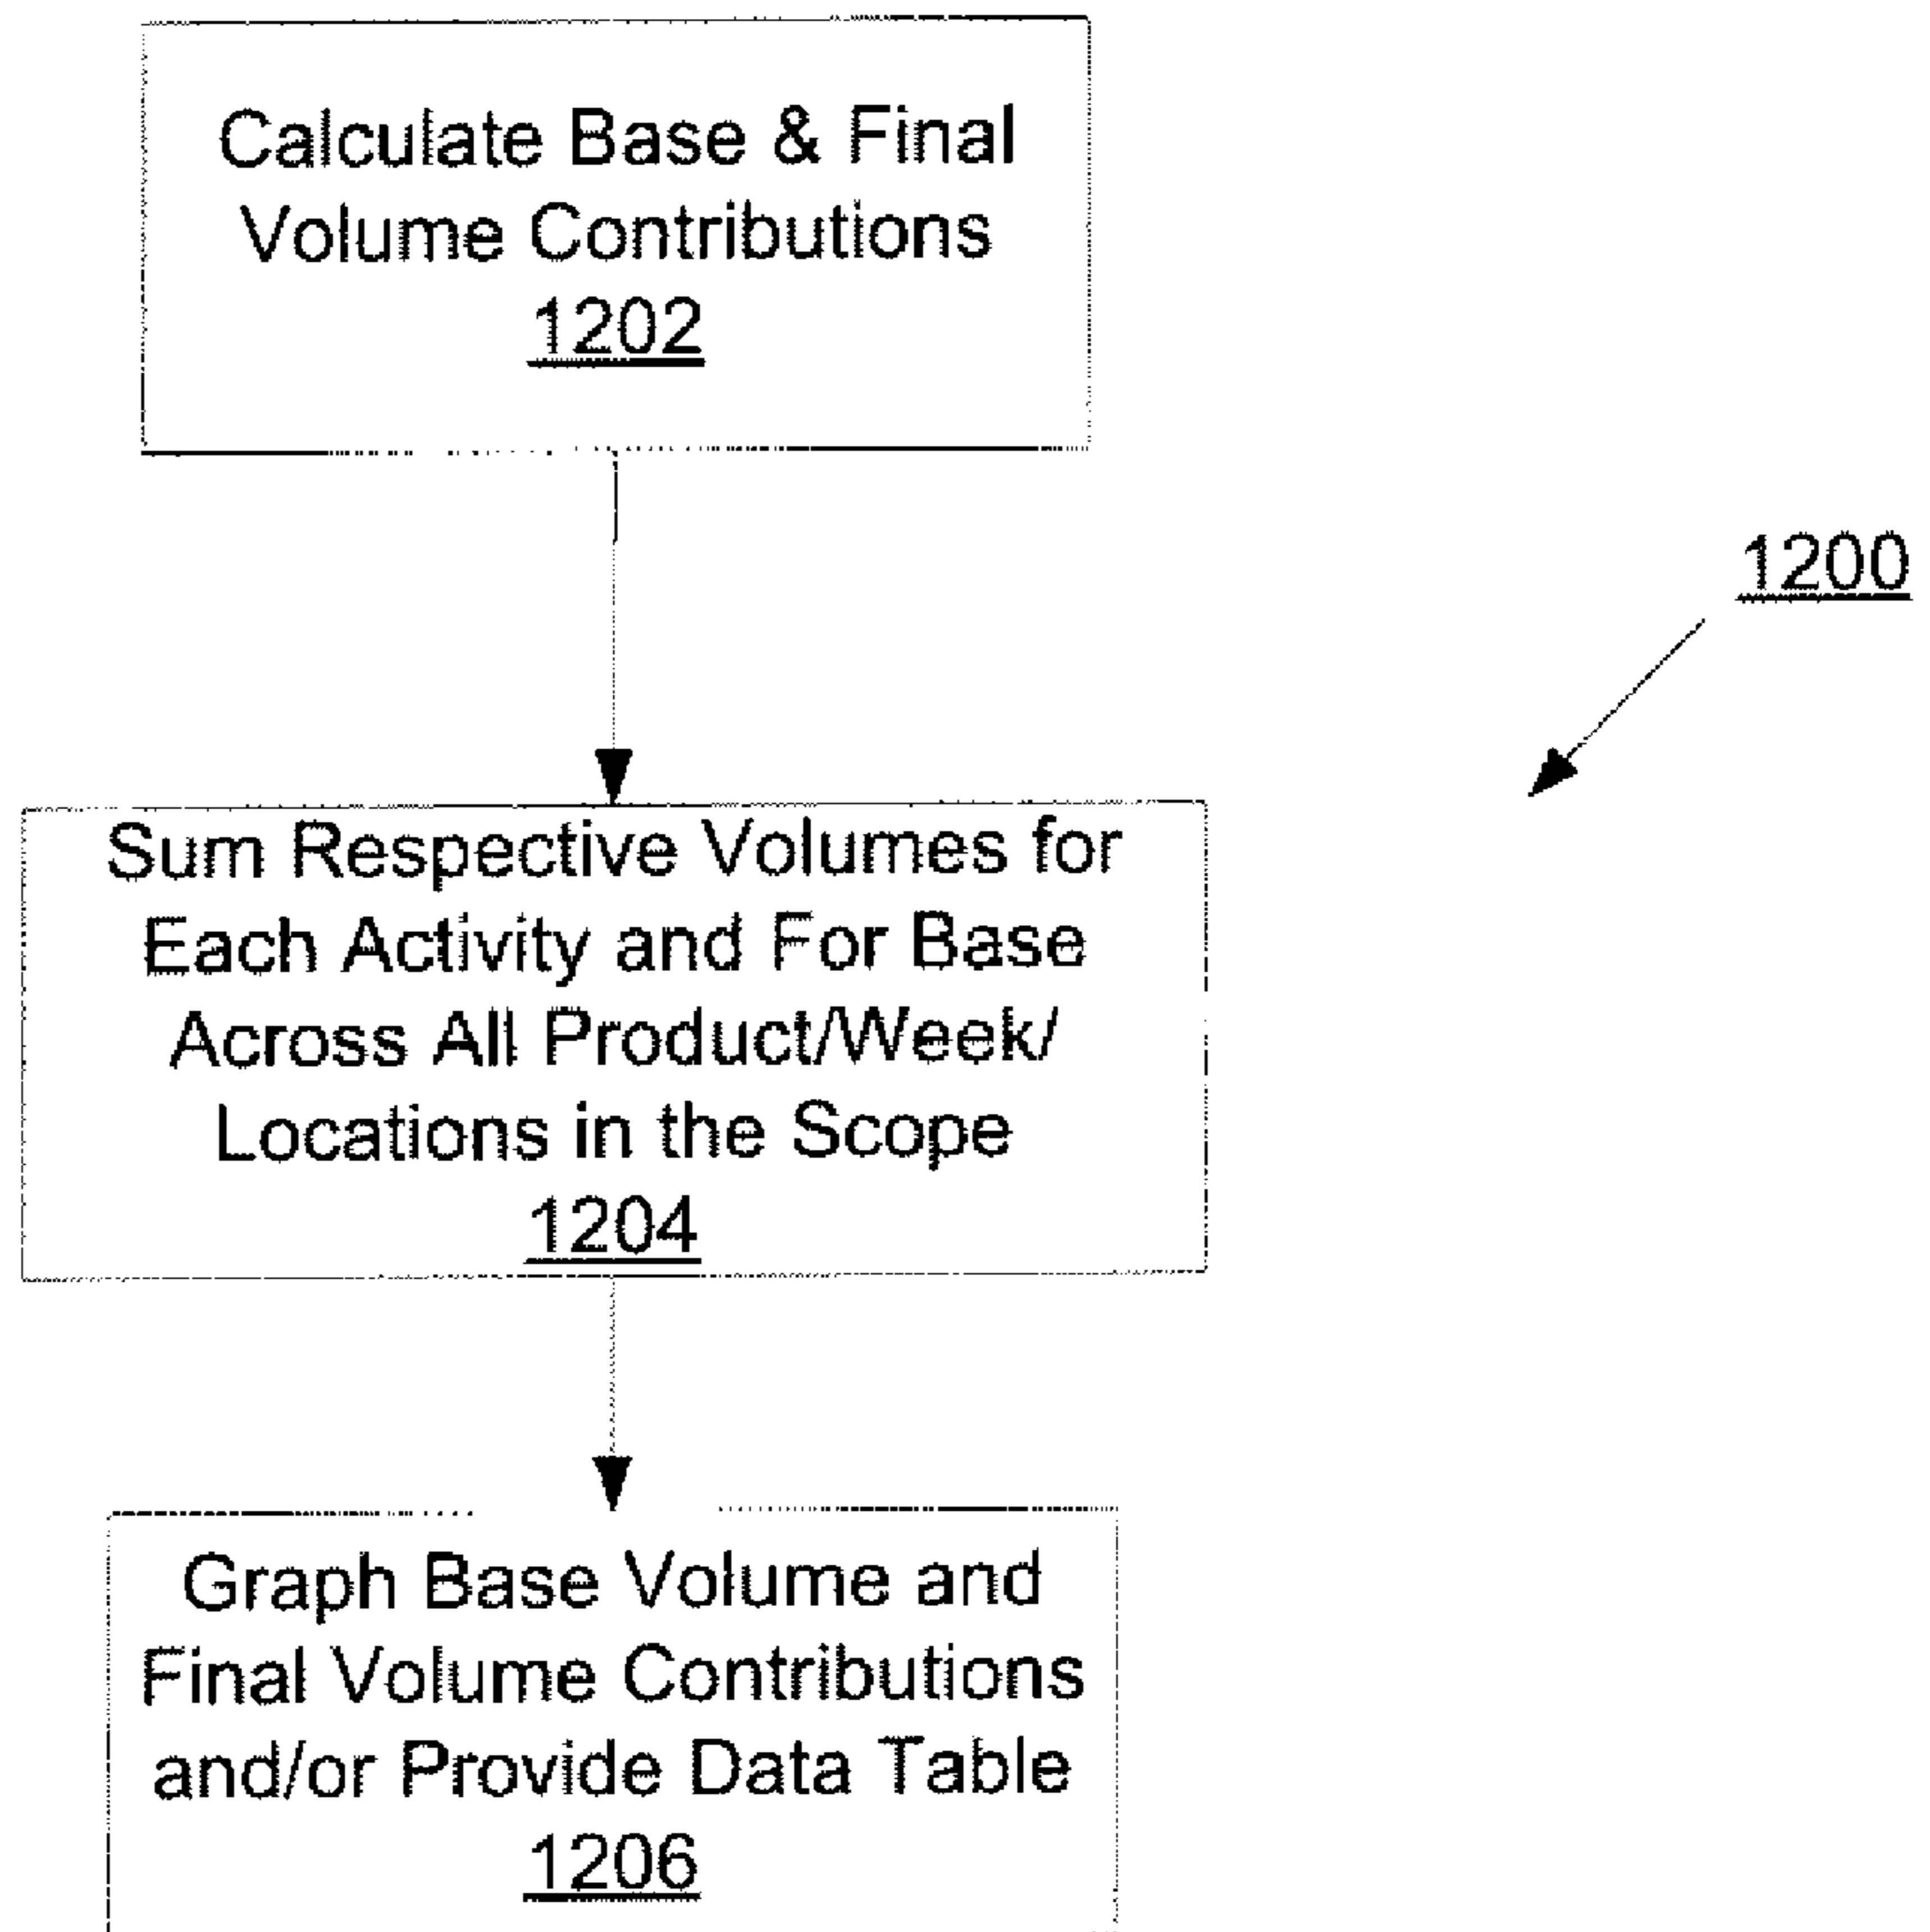 Calculate Base & Final
Volume Contributions
1202
1200
Sum Respective Volumes for
Each Activity and For Base
Across All Product/Week/
Locations in the Scope
1204
Graph Base Volume and
Final Volume Contributions
and/or Provide Data Table
1206